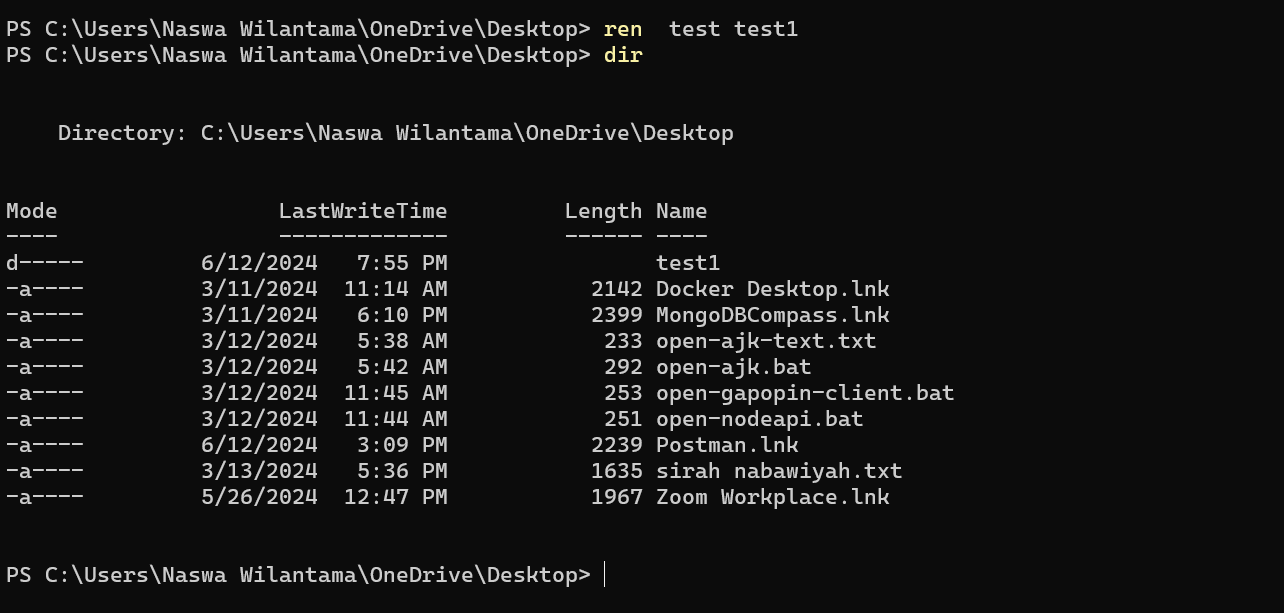 PS C:\Users\Naswa Wilantama\OneDrive\Desktop> ren  test test1
PS C:\Users\Naswa Wilantama\OneDrive\Desktop> dir
    Directory: C:\Users\Naswa Wilantama\OneDrive\Desktop
Mode                 LastWriteTime         Length Name
----                 -------------         ------ ----
d-----         6/12/2024   7:55 PM                test1
-a----         3/11/2024  11:14 AM           2142 Docker Desktop.lnk
-a----         3/11/2024   6:10 PM           2399 MongoDBCompass.lnk
-a----         3/12/2024   5:38 AM            233 open-ajk-text.txt
-a----         3/12/2024   5:42 AM            292 open-ajk.bat
-a----         3/12/2024  11:45 AM            253 open-gapopin-client.bat
-a----         3/12/2024  11:44 AM            251 open-nodeapi.bat
-a----         6/12/2024   3:09 PM           2239 Postman.lnk
-a----         3/13/2024   5:36 PM           1635 sirah nabawiyah.txt
-a----         5/26/2024  12:47 PM           1967 Zoom Workplace.lnk
PS C:\Users\Naswa Wilantama\OneDrive\Desktop>